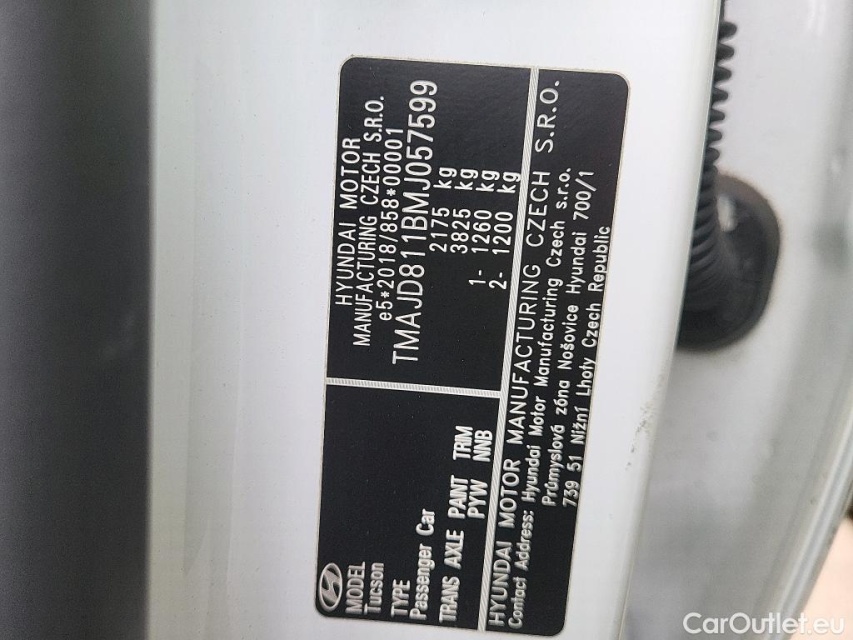 MODEL
Tucson
TYPE
Passenger Car
TRANS AXLE PAINT TRIM
PYW NNB
HYUNDAI MOTOR
MANUFACTURING CZECH S.R.O.
e5*2018/858*00001
TMAJD811BMJ057599
2175 kg
3825 kg
1- 1260 kg
2- 1200 kg
HYUNDAI MOTOR MANUFACTURING CZECH S.R.O.
Contact Address: Hyundai Motor Manufacturing Czech s.r.o.
Průmyslová zóna Nošovice Hyundai 700/1
739 51 Nižní Lhoty Czech Republic
CarOutlet.eu